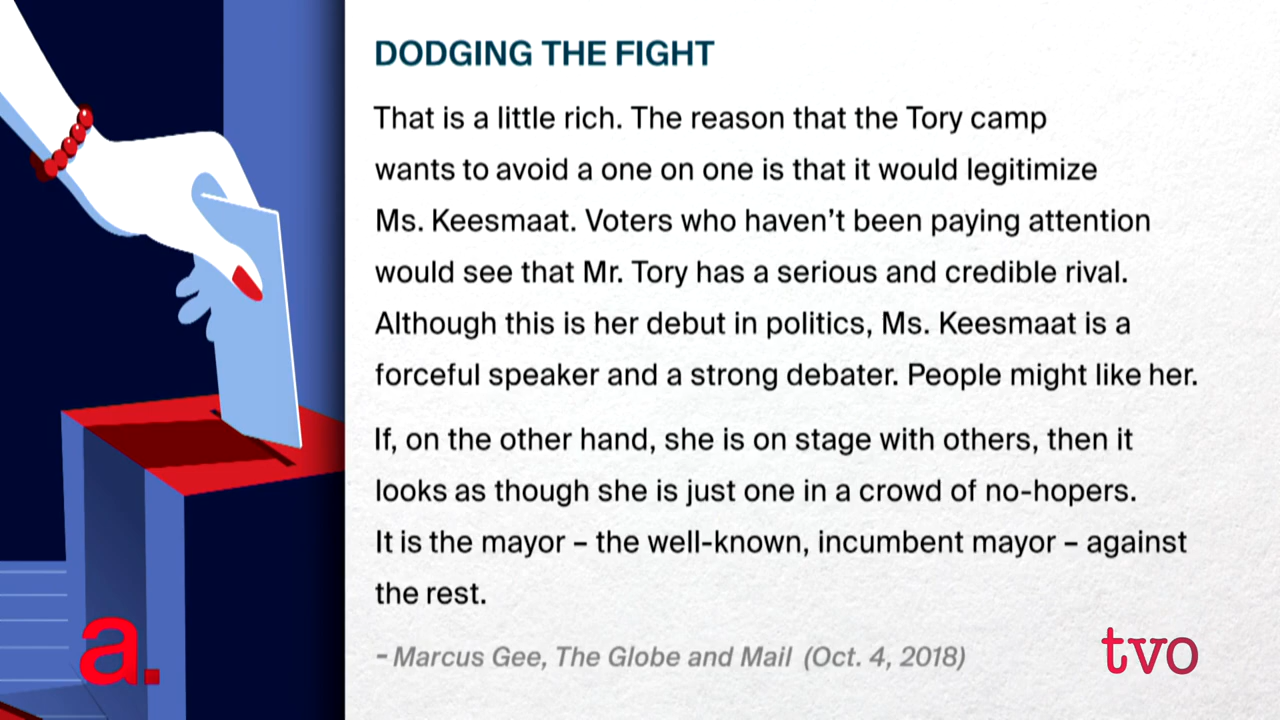 DODGING THE FIGHT
That is a little rich. The reason that the Tory camp
wants to avoid a one on one is that it would legitimize
Ms. Keesmaat. Voters who haven’t been paying attention
would see that Mr. Tory has a serious and credible rival.
Although this is her debut in politics, Ms. Keesmaat is a
forceful speaker and a strong debater. People might like her.
If, on the other hand, she is on stage with others, then it
looks as though she is just one in a crowd of no-hopers.
It is the mayor – the well-known, incumbent mayor – against
the rest.
– Marcus Gee, The Globe and Mail (Oct. 4, 2018)
a.
tvo